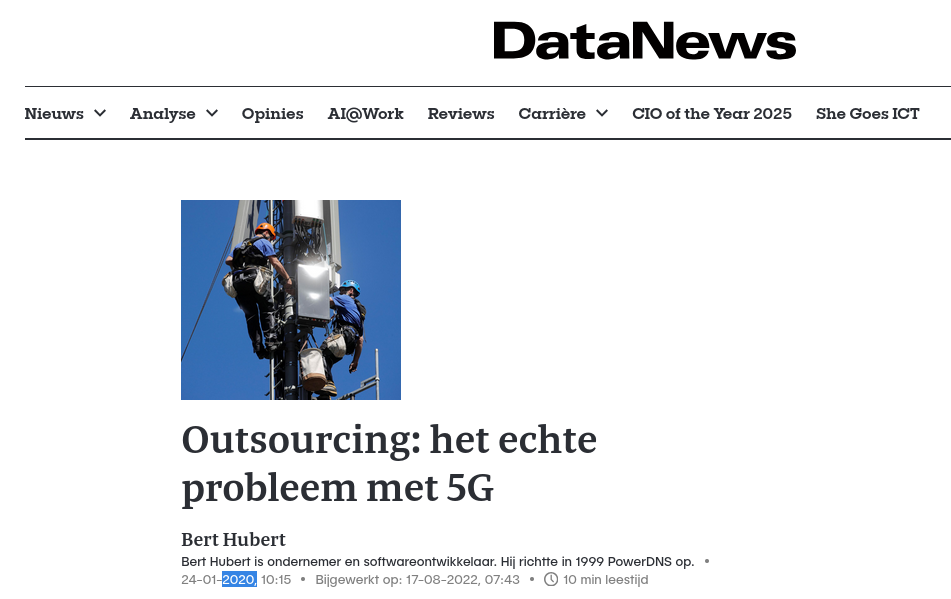 DataNews
Nieuws Analyse Opinies AI@Work Reviews Carrière CIO of the Year 2025 She Goes ICT
Outsourcing: het echte
probleem met 5G
Bert Hubert
Bert Hubert is ondernemer en softwareontwikkelaar. Hij richtte in 1999 PowerDNS op. •
24-01-2020, 10:15 • Bijgewerkt op: 17-08-2022, 07:43 • 10 min leestijd